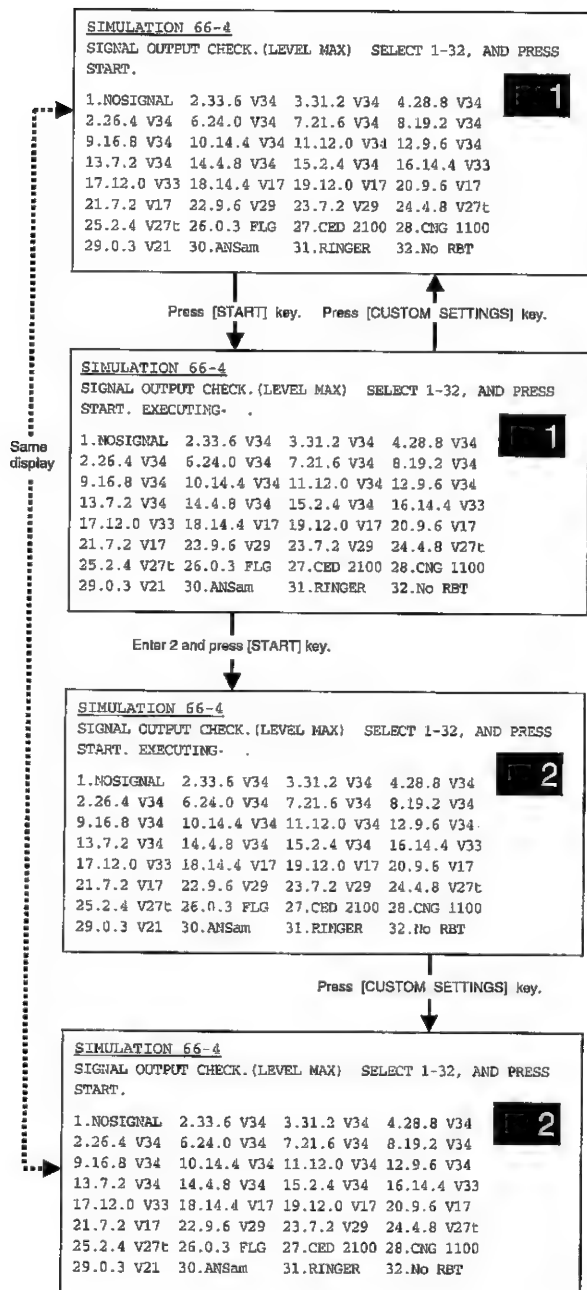 SIMULATION 66-4
SIGNAL OUTPUT CHECK.(LEVEL MAX) SELECT 1-32, AND PRESS
START.
1
1.NOSIGNAL 2.33.6 V34 3.31.2 V34 4.28.8 V34
2.26.4 V34 6.24.0 V34 7.21.6 V34 8.19.2 V34
9.16.8 V34 10.14.4 V34 11.12.0 V34 12.9.6 V34
13.7.2 V34 14.4.8 V34 15.2.4 V34 16.14.4 V33
17.12.0 V33 18.14.4 V17 19.12.0 V17 20.9.6 V17
21.7.2 V17 22.9.6 V29 23.7.2 V29 24.4.8 V27t
25.2.4 V27t 26.0.3 FLG 27.CED 2100 28.CNG 1100
29.0.3 V21 30.ANSam 31.RINGER 32.No RBT
Press [START] key. Press [CUSTOM SETTINGS] key.
SIMULATION 66-4
SIGNAL OUTPUT CHECK.(LEVEL MAX) SELECT 1-32, AND PRESS
START. EXECUTING- .
1
1.NOSIGNAL 2.33.6 V34 3.31.2 V34 4.28.8 V34
2.26.4 V34 6.24.0 V34 7.21.6 V34 8.19.2 V34
9.16.8 V34 10.14.4 V34 11.12.0 V34 12.9.6 V34
13.7.2 V34 14.4.8 V34 15.2.4 V34 16.14.4 V33
17.12.0 V33 18.14.4 V17 19.12.0 V17 20.9.6 V17
21.7.2 V17 22.9.6 V29 23.7.2 V29 24.4.8 V27t
25.2.4 V27t 26.0.3 FLG 27.CED 2100 28.CNG 1100
29.0.3 V21 30.ANSam 31.RINGER 32.No RBT
Same
display
Enter 2 and press [START] key.
SIMULATION 66-4
SIGNAL OUTPUT CHECK.(LEVEL MAX) SELECT 1-32, AND PRESS
START. EXECUTING- .
2
1.NOSIGNAL 2.33.6 V34 3.31.2 V34 4.28.8 V34
2.26.4 V34 6.24.0 V34 7.21.6 V34 8.19.2 V34
9.16.8 V34 10.14.4 V34 11.12.0 V34 12.9.6 V34
13.7.2 V34 14.4.8 V34 15.2.4 V34 16.14.4 V33
17.12.0 V33 18.14.4 V17 19.12.0 V17 20.9.6 V17
21.7.2 V17 22.9.6 V29 23.7.2 V29 24.4.8 V27t
25.2.4 V27t 26.0.3 FLG 27.CED 2100 28.CNG 1100
29.0.3 V21 30.ANSam 31.RINGER 32.No RBT
Press [CUSTOM SETTINGS] key.
SIMULATION 66-4
SIGNAL OUTPUT CHECK.(LEVEL MAX) SELECT 1-32, AND PRESS
START.
2
1.NOSIGNAL 2.33.6 V34 3.31.2 V34 4.28.8 V34
2.26.4 V34 6.24.0 V34 7.21.6 V34 8.19.2 V34
9.16.8 V34 10.14.4 V34 11.12.0 V34 12.9.6 V34
13.7.2 V34 14.4.8 V34 15.2.4 V34 16.14.4 V33
17.12.0 V33 18.14.4 V17 19.12.0 V17 20.9.6 V17
21.7.2 V17 22.9.6 V29 23.7.2 V29 24.4.8 V27t
25.2.4 V27t 26.0.3 FLG 27.CED 2100 28.CNG 1100
29.0.3 V21 30.ANSam 31.RINGER 32.No RBT